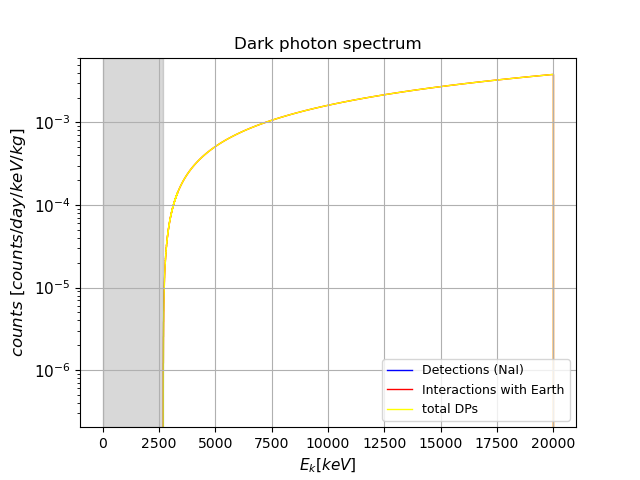 Dark photon spectrum
counts [counts/day/keV/kg]
10⁻³
10⁻⁴
10⁻⁵
10⁻⁶
Detections (NaI)
Interactions with Earth
total DPs
0 2500 5000 7500 10000 12500 15000 17500 20000
Eₖ[keV]